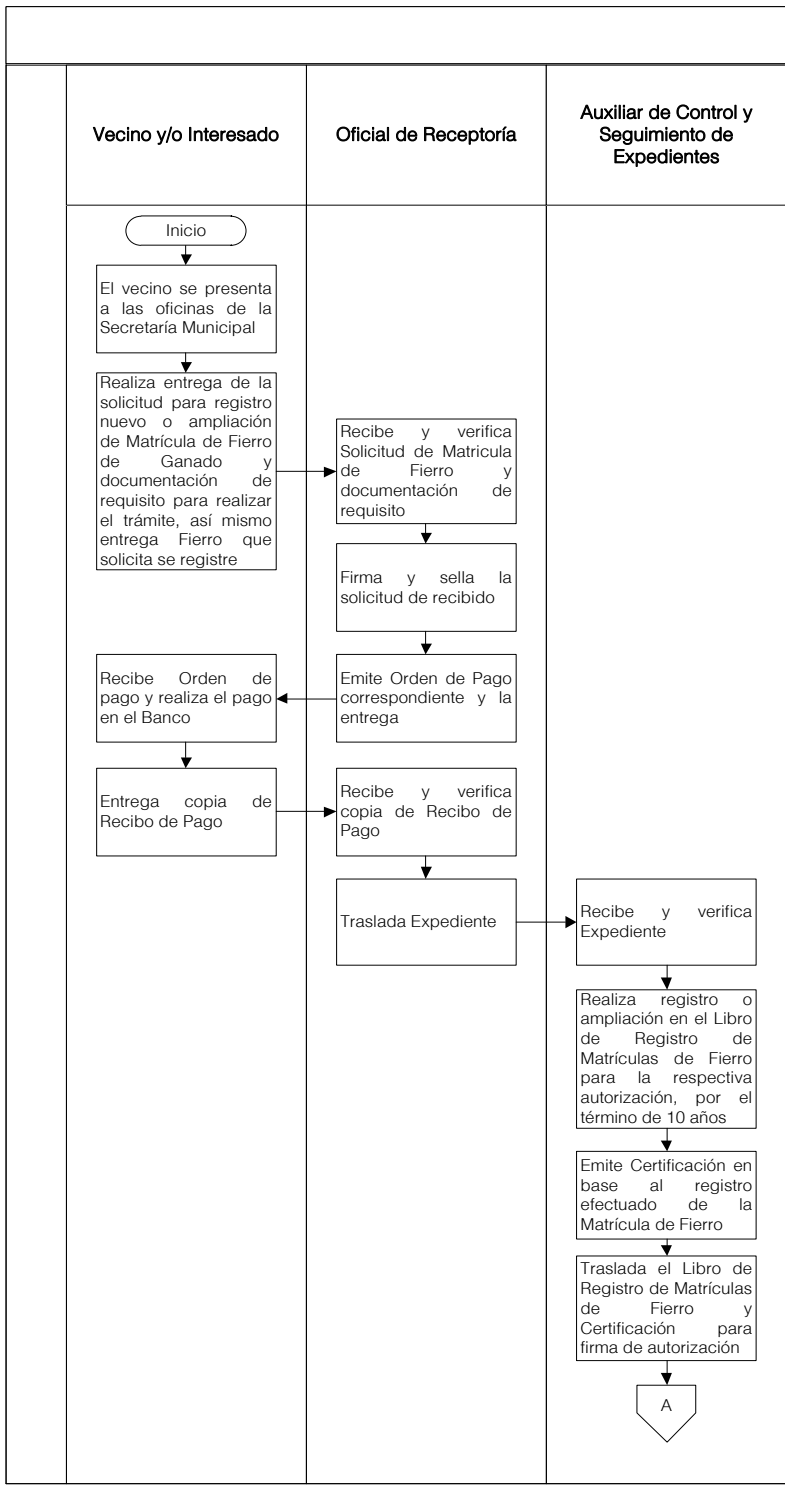 Vecino y/o Interesado
Oficial de Receptoría
Auxiliar de Control y
Seguimiento de
Expedientes
Inicio
El vecino se presenta
a las oficinas de la
Secretaría Municipal
Realiza entrega de la
solicitud para registro
nuevo o ampliación
de Matrícula de Fierro
de Ganado y
documentación de
requisito para realizar
el trámite, así mismo
entrega Fierro que
solicita se registre
Recibe y verifica
Solicitud de Matricula
de Fierro y
documentación de
requisito
Firma y sella la
solicitud de recibido
Emite Orden de Pago
correspondiente y la
entrega
Recibe Orden de
pago y realiza el pago
en el Banco
Entrega copia de
Recibo de Pago
Recibe y verifica
copia de Recibo de
Pago
Traslada Expediente
Recibe y verifica
Expediente
Realiza registro o
ampliación en el Libro
de Registro de
Matrículas de Fierro
para la respectiva
autorización, por el
término de 10 años
Emite Certificación en
base al registro
efectuado de la
Matrícula de Fierro
Traslada el Libro de
Registro de Matrículas
de Fierro y
Certificación para
firma de autorización
A